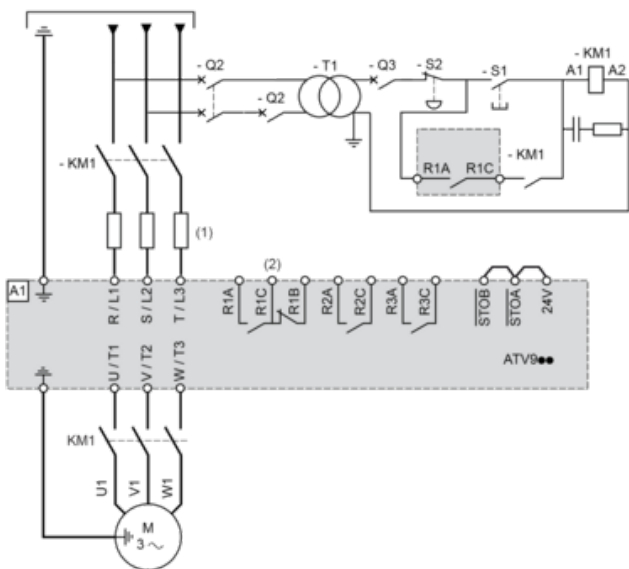 - Q2
- T1
- Q3
- S2
- S1
- KM1
A1 A2
- Q2
- KM1
R1A R1C
- KM1
(1)
(2)
A1
R / L1
S / L2
T / L3
R1A
R1C
R1B
R2A
R2C
R3A
R3C
STOB
STOA
24V
U / T1
V / T2
W / T3
ATV9●●
KM1
U1
V1
W1
M
3 ~